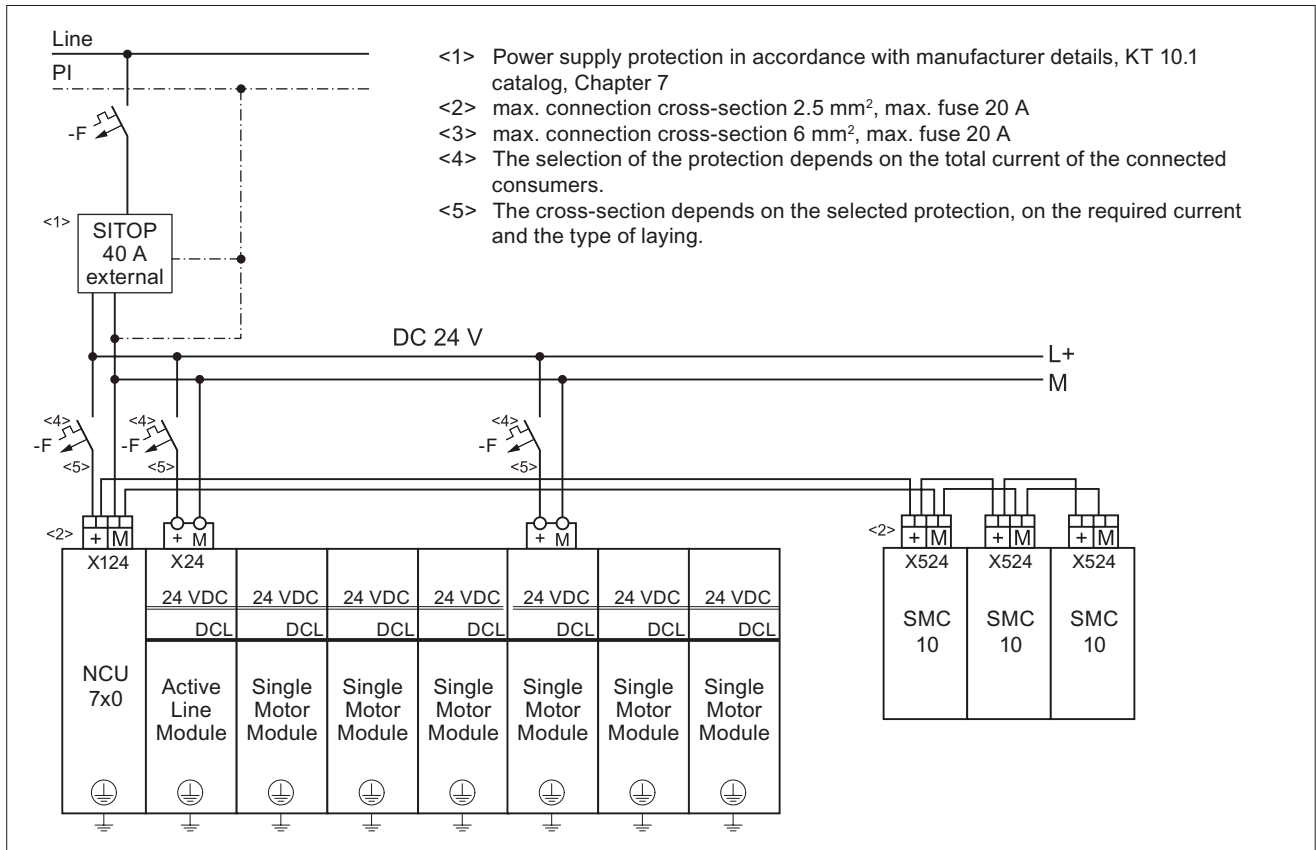 Line
PI
-F
<1>
SITOP
40 A
external
<1> Power supply protection in accordance with manufacturer details, KT 10.1
catalog, Chapter 7
<2> max. connection cross-section 2.5 mm², max. fuse 20 A
<3> max. connection cross-section 6 mm², max. fuse 20 A
<4> The selection of the protection depends on the total current of the connected
consumers.
<5> The cross-section depends on the selected protection, on the required current
and the type of laying.
DC 24 V
L+
M
<4> <4> <4>
-F -F -F
<5> <5> <5>
<2> + M + M + M <2> + M + M + M
X124 X24 X524 X524 X524
24 VDC 24 VDC 24 VDC 24 VDC 24 VDC 24 VDC 24 VDC
DCL DCL DCL DCL DCL DCL DCL
NCU
7x0
Active
Line
Module
Single
Motor
Module
Single
Motor
Module
Single
Motor
Module
Single
Motor
Module
Single
Motor
Module
Single
Motor
Module
SMC
10
SMC
10
SMC
10